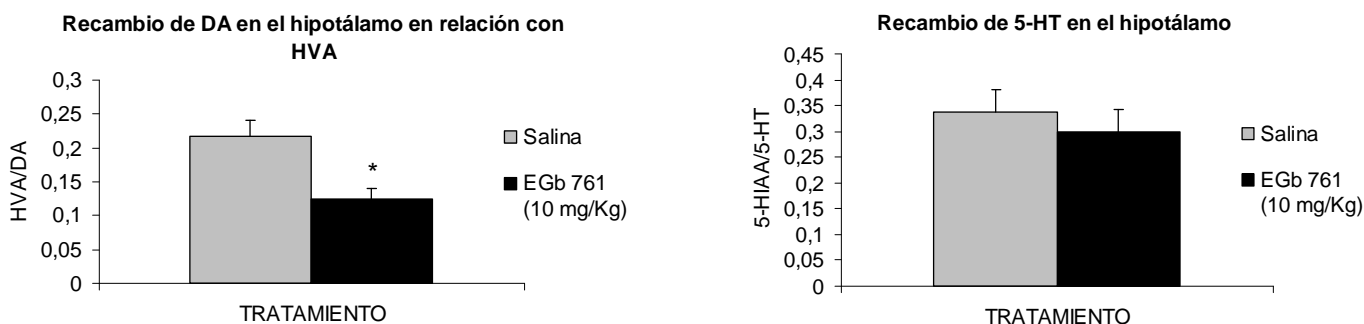 Recambio de DA en el hipotálamo en relación con
HVA
0,3
0,25
0,2
0,15
0,1
0,05
0
HVA/DA
*
TRATAMIENTO
Salina
EGb 761
(10 mg/Kg)
Recambio de 5-HT en el hipotálamo
0,45
0,4
0,35
0,3
0,25
0,2
0,15
0,1
0,05
0
5-HIAA/5-HT
TRATAMIENTO
Salina
EGb 761
(10 mg/Kg)